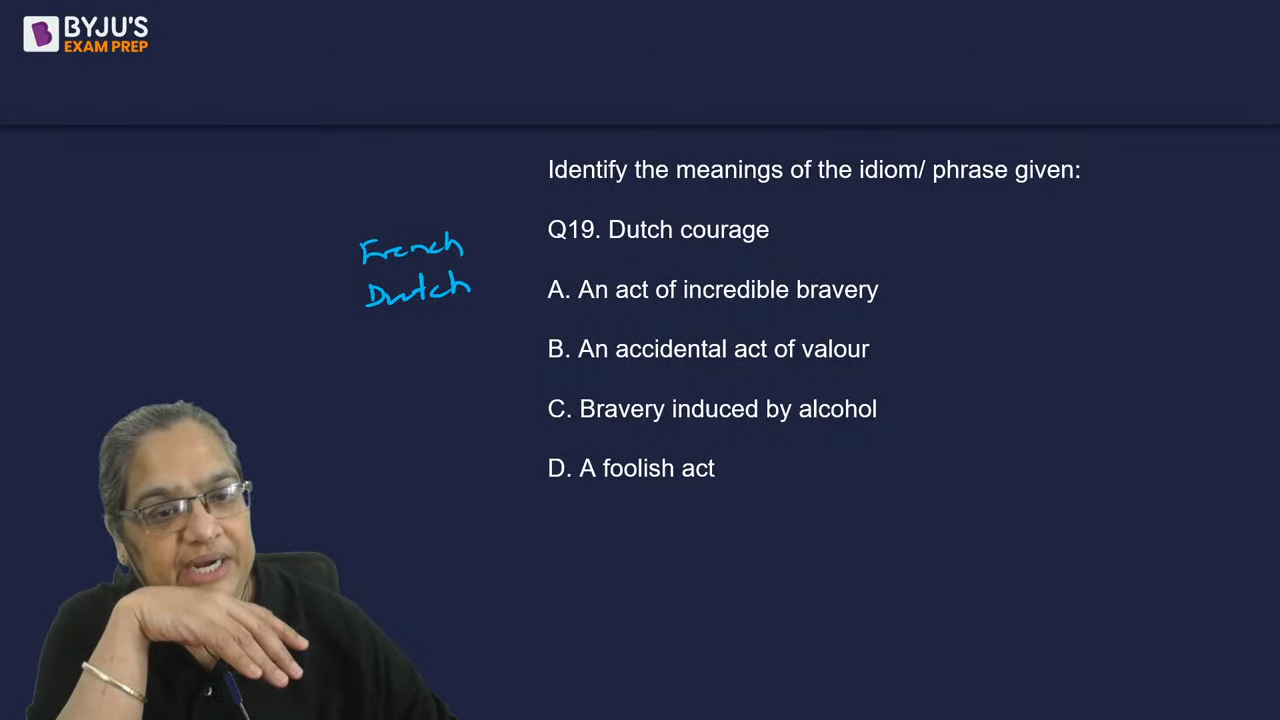 BYJU'S
EXAM PREP
Identify the meanings of the idiom/ phrase given:
Q19. Dutch courage
French
Dutch
A. An act of incredible bravery
B. An accidental act of valour
C. Bravery induced by alcohol
D. A foolish act